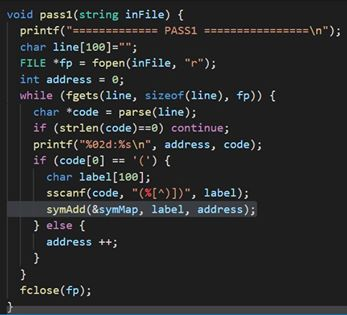 void pass1(string inFile) {
  printf("============= PASS1 ================\n");
  char line[100]="";
  FILE *fp = fopen(inFile, "r");
  int address = 0;
  while (fgets(line, sizeof(line), fp)) {
    char *code = parse(line);
    if (strlen(code)==0) continue;
    printf("%02d:%s\n", address, code);
    if (code[0] == '(') {
      char label[100];
      sscanf(code, "(%[^)])", label);
      symAdd(&symMap, label, address);
    } else {
      address ++;
    }
  }
  fclose(fp);
}